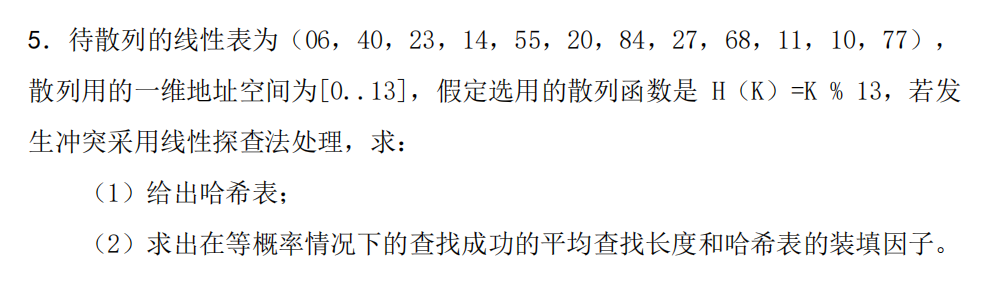 5．待散列的线性表为（06，40，23，14，55，20，84，27，68，11，10，77），
散列用的一维地址空间为[0..13]，假定选用的散列函数是 H（K）=K % 13，若发
生冲突采用线性探查法处理，求：
（1）给出哈希表；
（2）求出在等概率情况下的查找成功的平均查找长度和哈希表的装填因子。